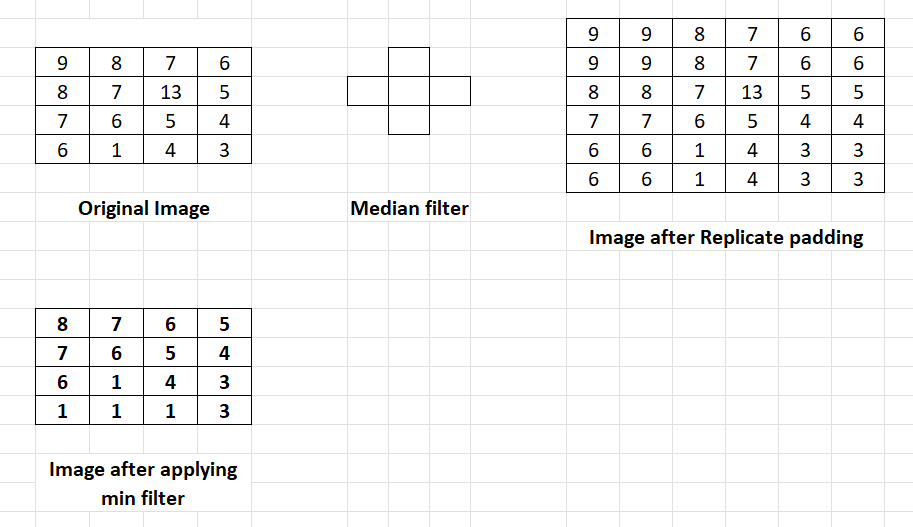 9 8 7 6
8 7 13 5
7 6 5 4
6 1 4 3
Original Image
Median filter
9 9 8 7 6 6
9 9 8 7 6 6
8 8 7 13 5 5
7 7 6 5 4 4
6 6 1 4 3 3
6 6 1 4 3 3
Image after Replicate padding
8 7 6 5
7 6 5 4
6 1 4 3
1 1 1 3
Image after applying
min filter